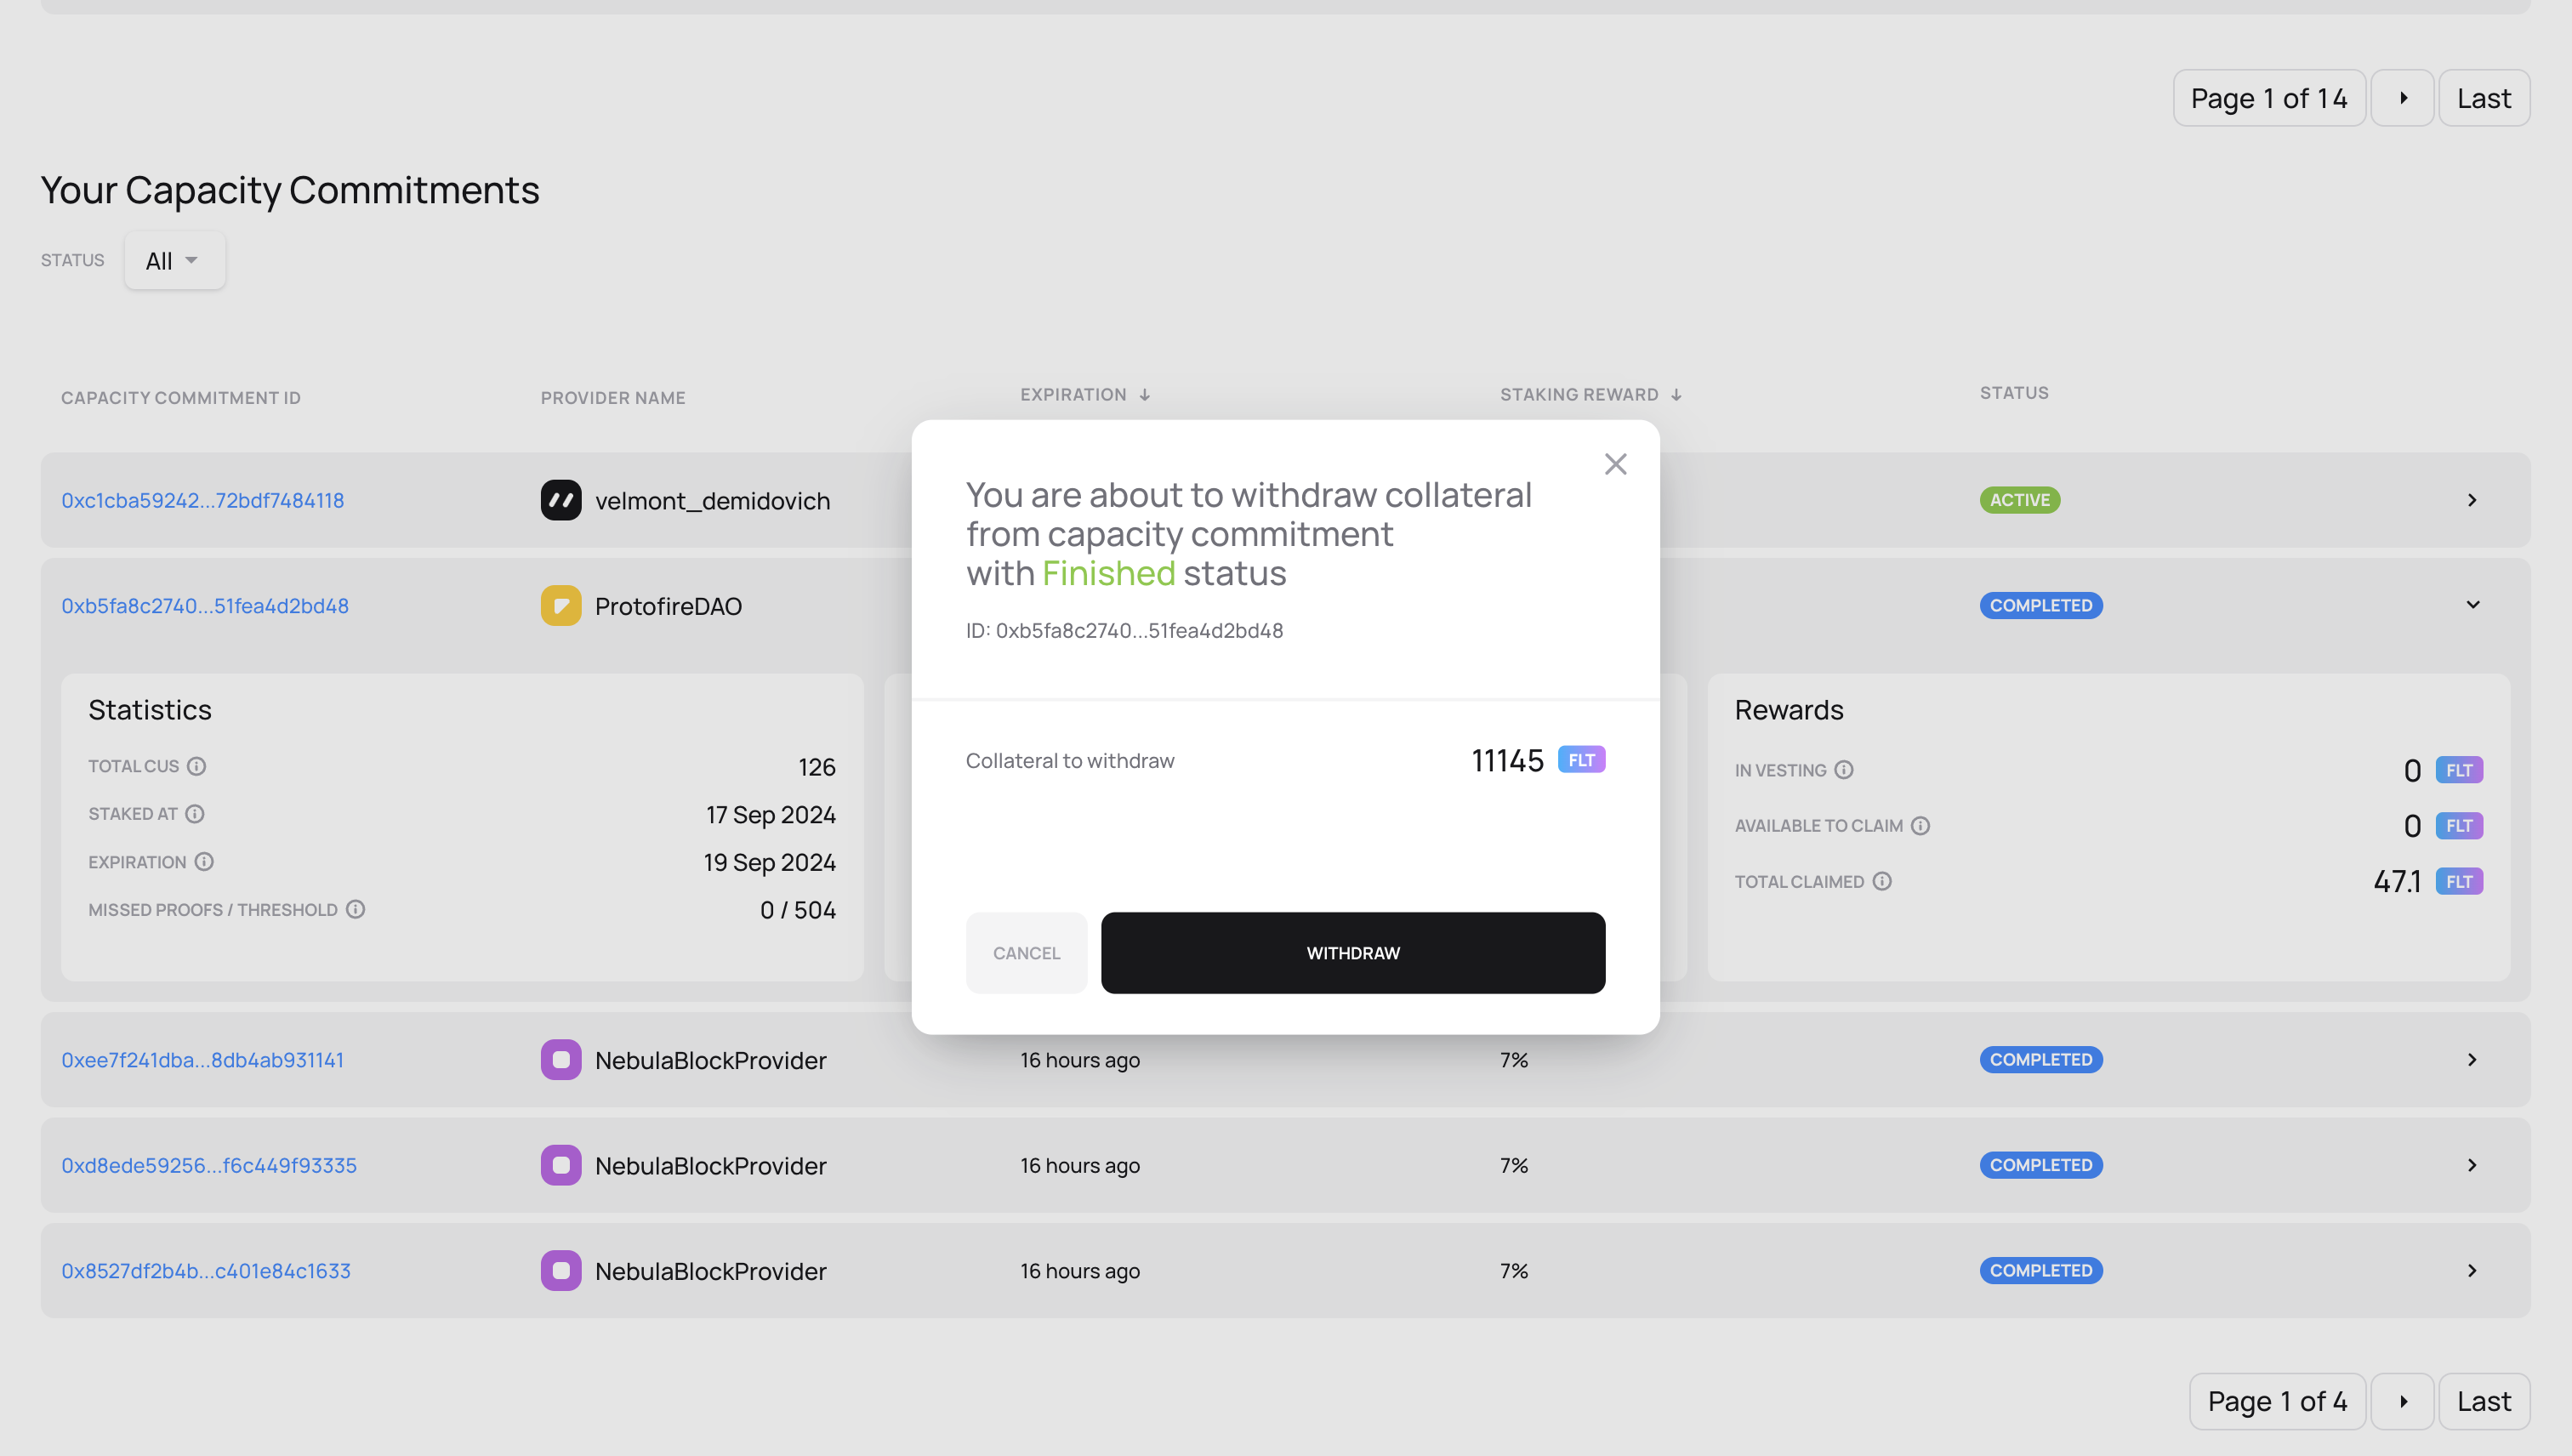 Page 1 of 14
Last
Your Capacity Commitments
STATUS
All
CAPACITY COMMITMENT ID
PROVIDER NAME
EXPIRATION ↓
STAKING REWARD ↓
STATUS
0xc1cba59242...72bdf7484118
velmont_demidovich
ACTIVE
0xb5fa8c2740...51fea4d2bd48
ProtofireDAO
COMPLETED
You are about to withdraw collateral
from capacity commitment
with Finished status
ID: 0xb5fa8c2740...51fea4d2bd48
Collateral to withdraw
11145 FLT
CANCEL
WITHDRAW
Statistics
TOTAL CUS
126
STAKED AT
17 Sep 2024
EXPIRATION
19 Sep 2024
MISSED PROOFS / THRESHOLD
0 / 504
Rewards
IN VESTING
0 FLT
AVAILABLE TO CLAIM
0 FLT
TOTAL CLAIMED
47.1 FLT
0xee7f241dba...8db4ab931141
NebulaBlockProvider
16 hours ago
7%
COMPLETED
0xd8ede59256...f6c449f93335
NebulaBlockProvider
16 hours ago
7%
COMPLETED
0x8527df2b4b...c401e84c1633
NebulaBlockProvider
16 hours ago
7%
COMPLETED
Page 1 of 4
Last